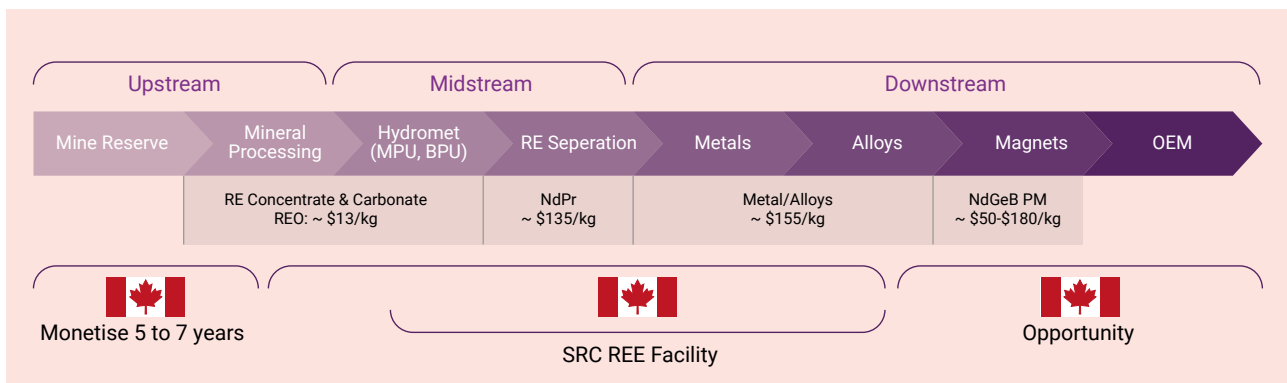 Upstream
Midstream
Downstream
Mine Reserve
Mineral
Processing
Hydromet
(MPU, BPU)
RE Seperation
Metals
Alloys
Magnets
OEM
RE Concentrate & Carbonate
REO: ~ $13/kg
NdPr
~ $135/kg
Metal/Alloys
~ $155/kg
NdGeB PM
~ $50-$180/kg
Monetise 5 to 7 years
SRC REE Facility
Opportunity